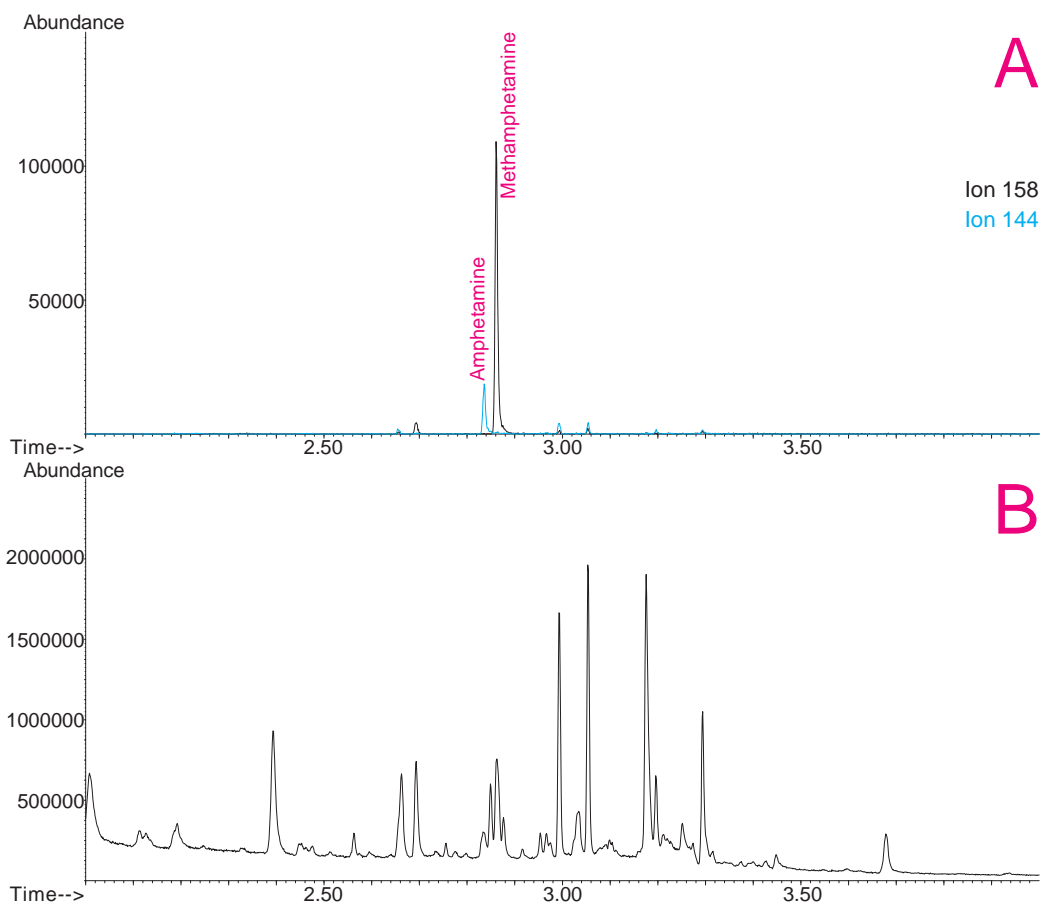 Abundance
A
Methamphetamine
100000
Ion 158
Ion 144
Amphetamine
50000
Time-->
2.50
3.00
3.50
Abundance
B
2000000
1500000
1000000
500000
Time-->
2.50
3.00
3.50